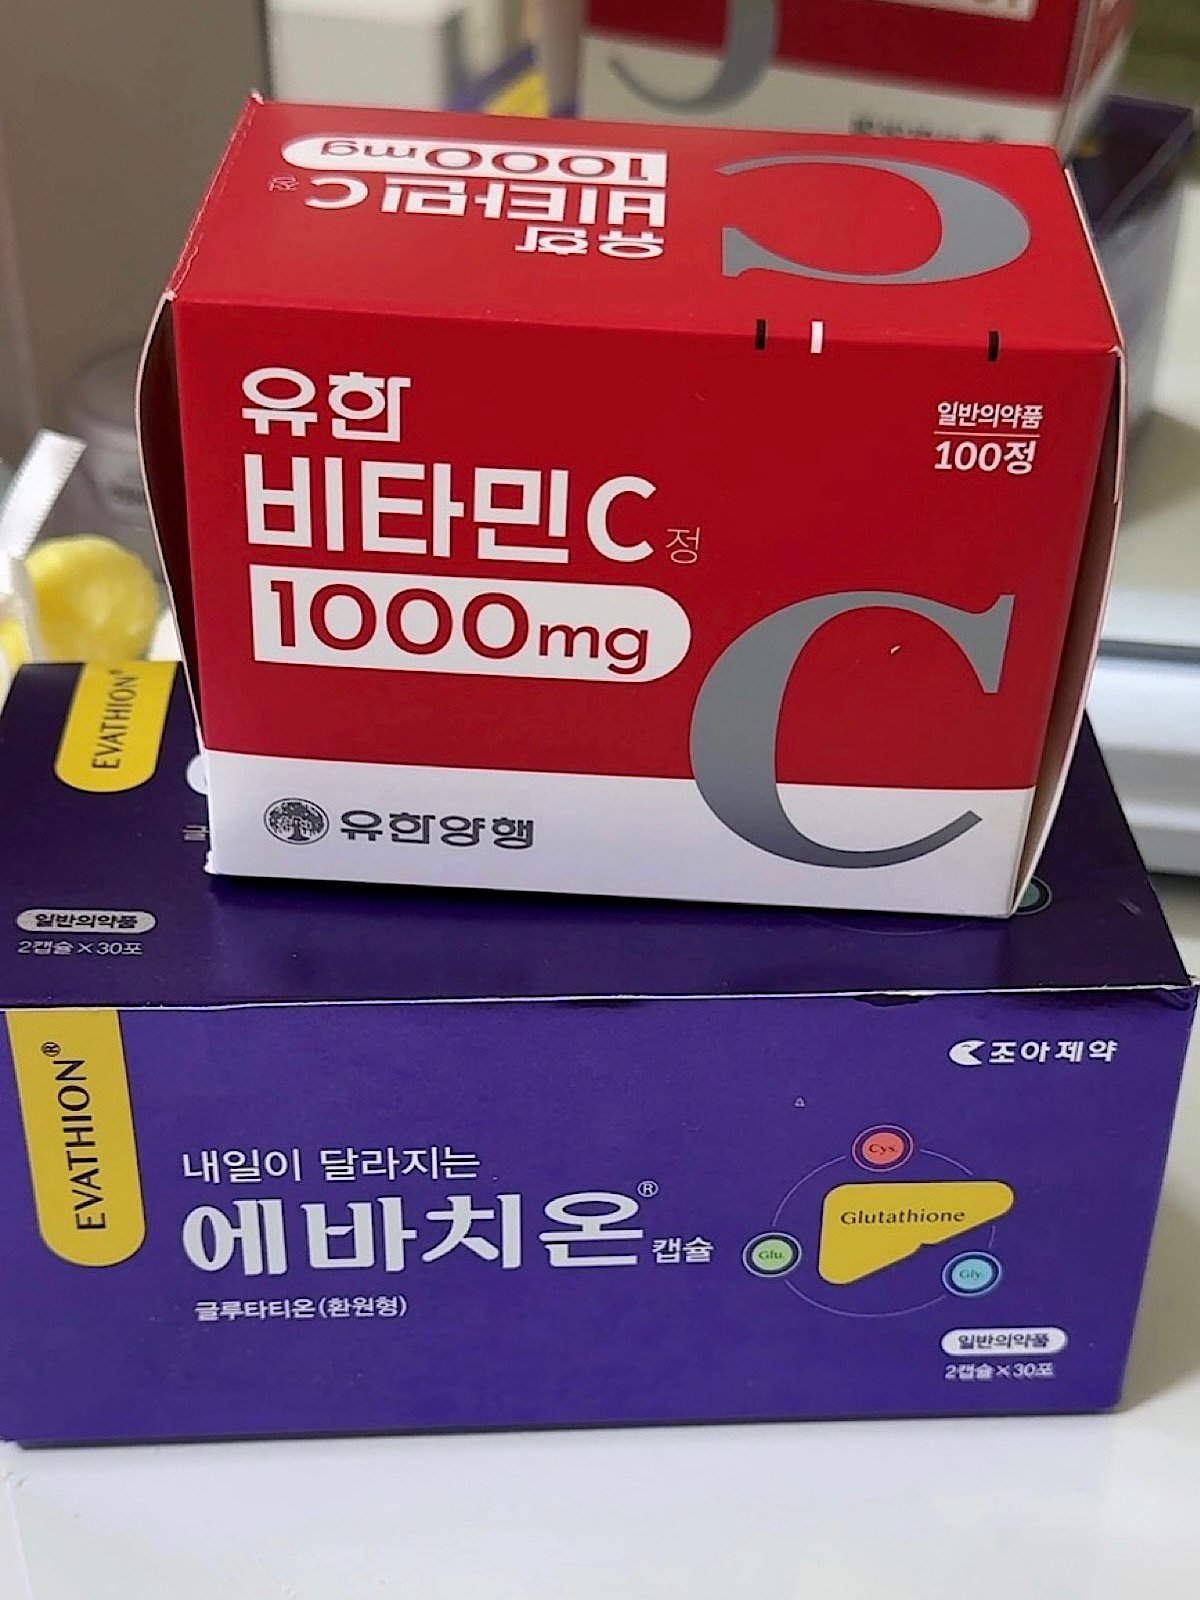 유한
비타민C 정
1000mg
유한
비타민C 정
1000mg
일반의약품
100정
유한양행
EVATHION®
일반의약품
2캡슐×30포
EVATHION®
조아제약
내일이 달라지는
에바치온® 캡슐
글루타티온(환원형)
Cys.
Glutathione
Glu.
Gly.
일반의약품
2캡슐×30포